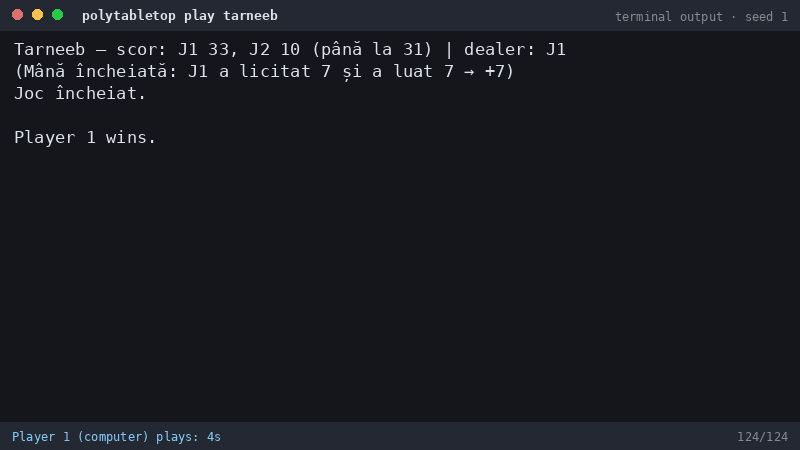 polytabletop play tarneeb
terminal output · seed 1
Tarneeb — scor: J1 33, J2 10 (până la 31) | dealer: J1
(Mână încheiată: J1 a licitat 7 și a luat 7 → +7)
Joc încheiat.
Player 1 wins.
Player 1 (computer) plays: 4s
124/124